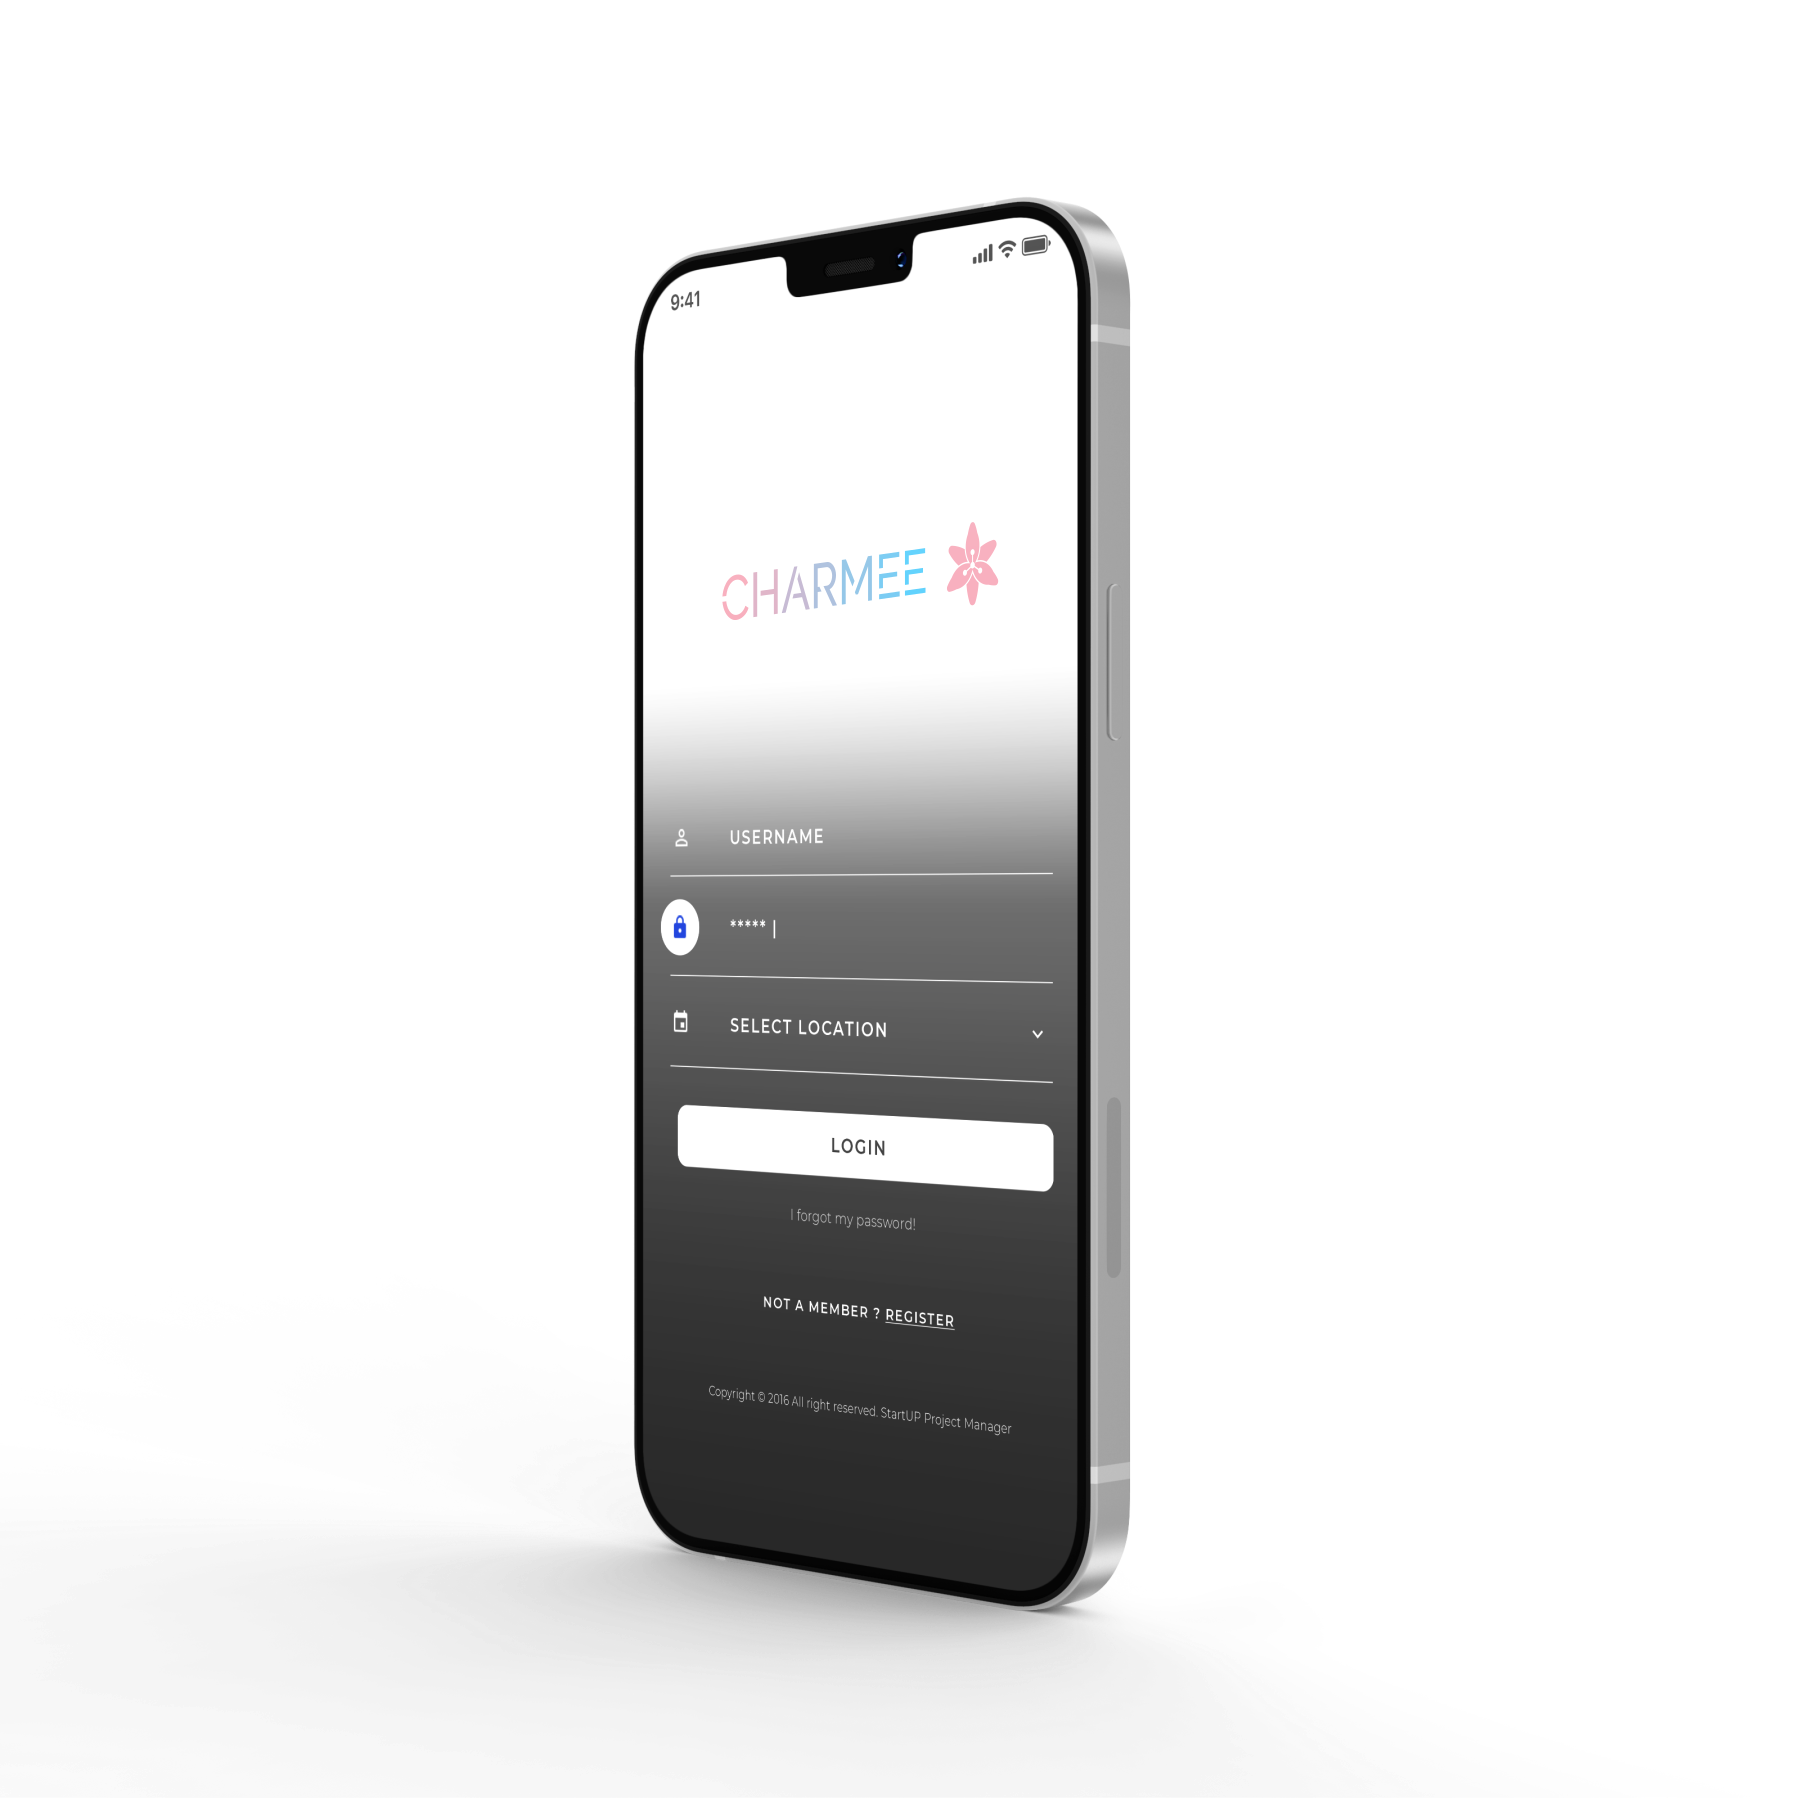 9:41
CHARMEE
USERNAME
***** |
SELECT LOCATION
LOGIN
I forgot my password!
NOT A MEMBER ? REGISTER
Copyright © 2016 All right reserved. StartUP Project Manager